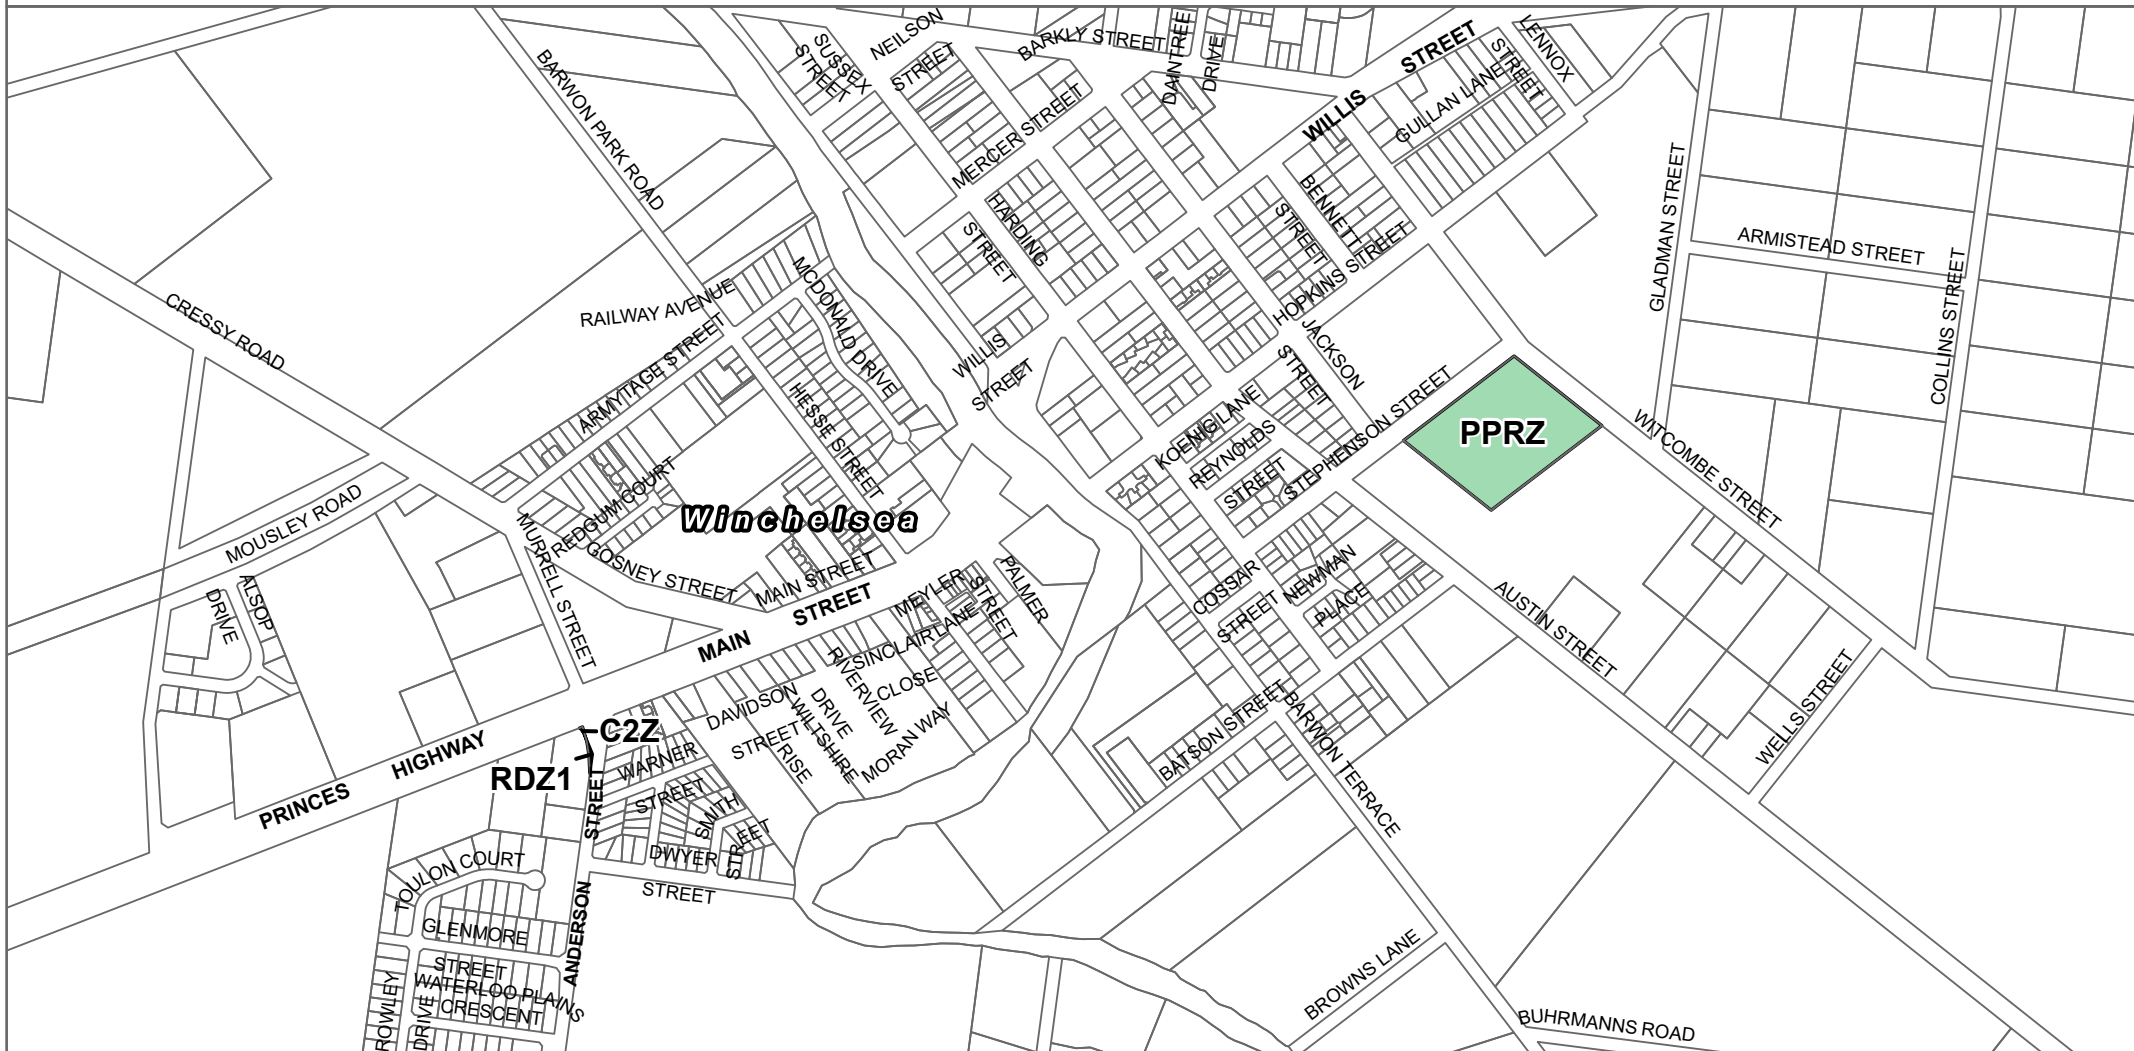 NEILSON
STREET
SUSSEX
STREET
BARKLY STREET
DAINTREE
DRIVE
WILLIS
STREET
LENNOX
STREET
GULLAN LANE
BARWON PARK ROAD
MERCER STREET
HARDING
STREET
BENNETT
STREET
HOPKINS STREET
GLADMAN STREET
ARMISTEAD STREET
COLLINS STREET
CRESSY ROAD
RAILWAY AVENUE
MCDONALD DRIVE
ARMYTAGE STREET
HESSE STREET
WILLIS
STREET
JACKSON
STREET
KOENIG LANE
REYNOLDS
STREET
STEPHENSON STREET
PPRZ
WITCOMBE STREET
MOUSLEY ROAD
REDGUM COURT
Winchelsea
MURRELL STREET
GOSNEY STREET
MAIN STREET
MAIN STREET
MEYLER
STREET
PALMER
SINCLAIR LANE
COSSAR
STREET
NEWMAN
PLACE
AUSTIN STREET
WELLS STREET
ALSOP
DRIVE
RIVERVIEW
DRIVE
CLOSE
DAVIDSON
STREET
WILTSHIRE
RISE
MORAN WAY
BATSON STREET
BARWON TERRACE
PRINCES HIGHWAY
C2Z
RDZ1
WARNER
STREET
SMITH
STREET
DWYER
STREET
ANDERSON STREET
TOULON COURT
GLENMORE
STREET
WATERLOO PLAINS
CRESCENT
ROWLEY
DRIVE
BROWNS LANE
BUHRMANNS ROAD